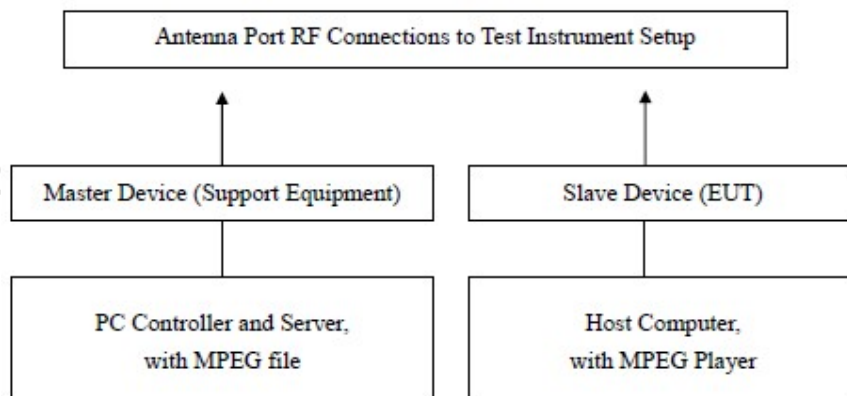 Antenna Port RF Connections to Test Instrument Setup
Master Device (Support Equipment)
Slave Device (EUT)
PC Controller and Server,
with MPEG file
Host Computer,
with MPEG Player